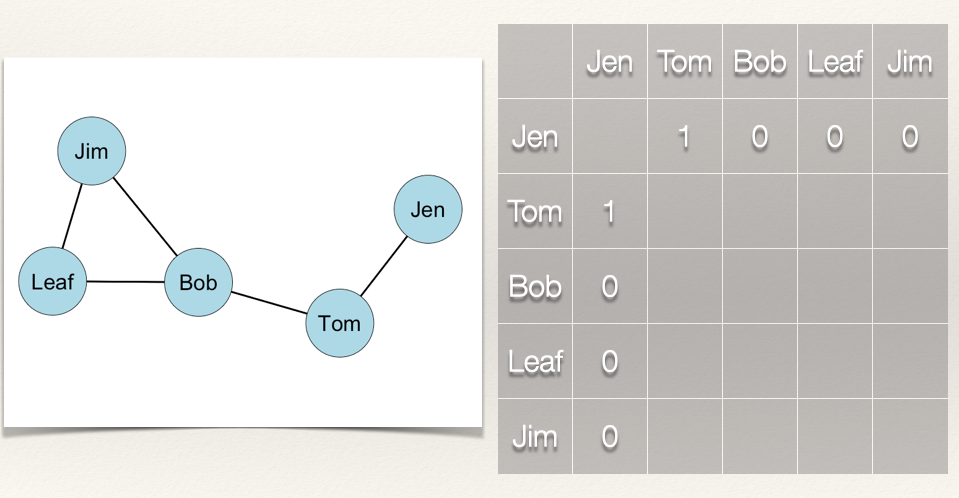 Jim
Jen
Leaf
Bob
Tom
Jen Tom Bob Leaf Jim
Jen 1 0 0 0
Tom 1
Bob 0
Leaf 0
Jim 0